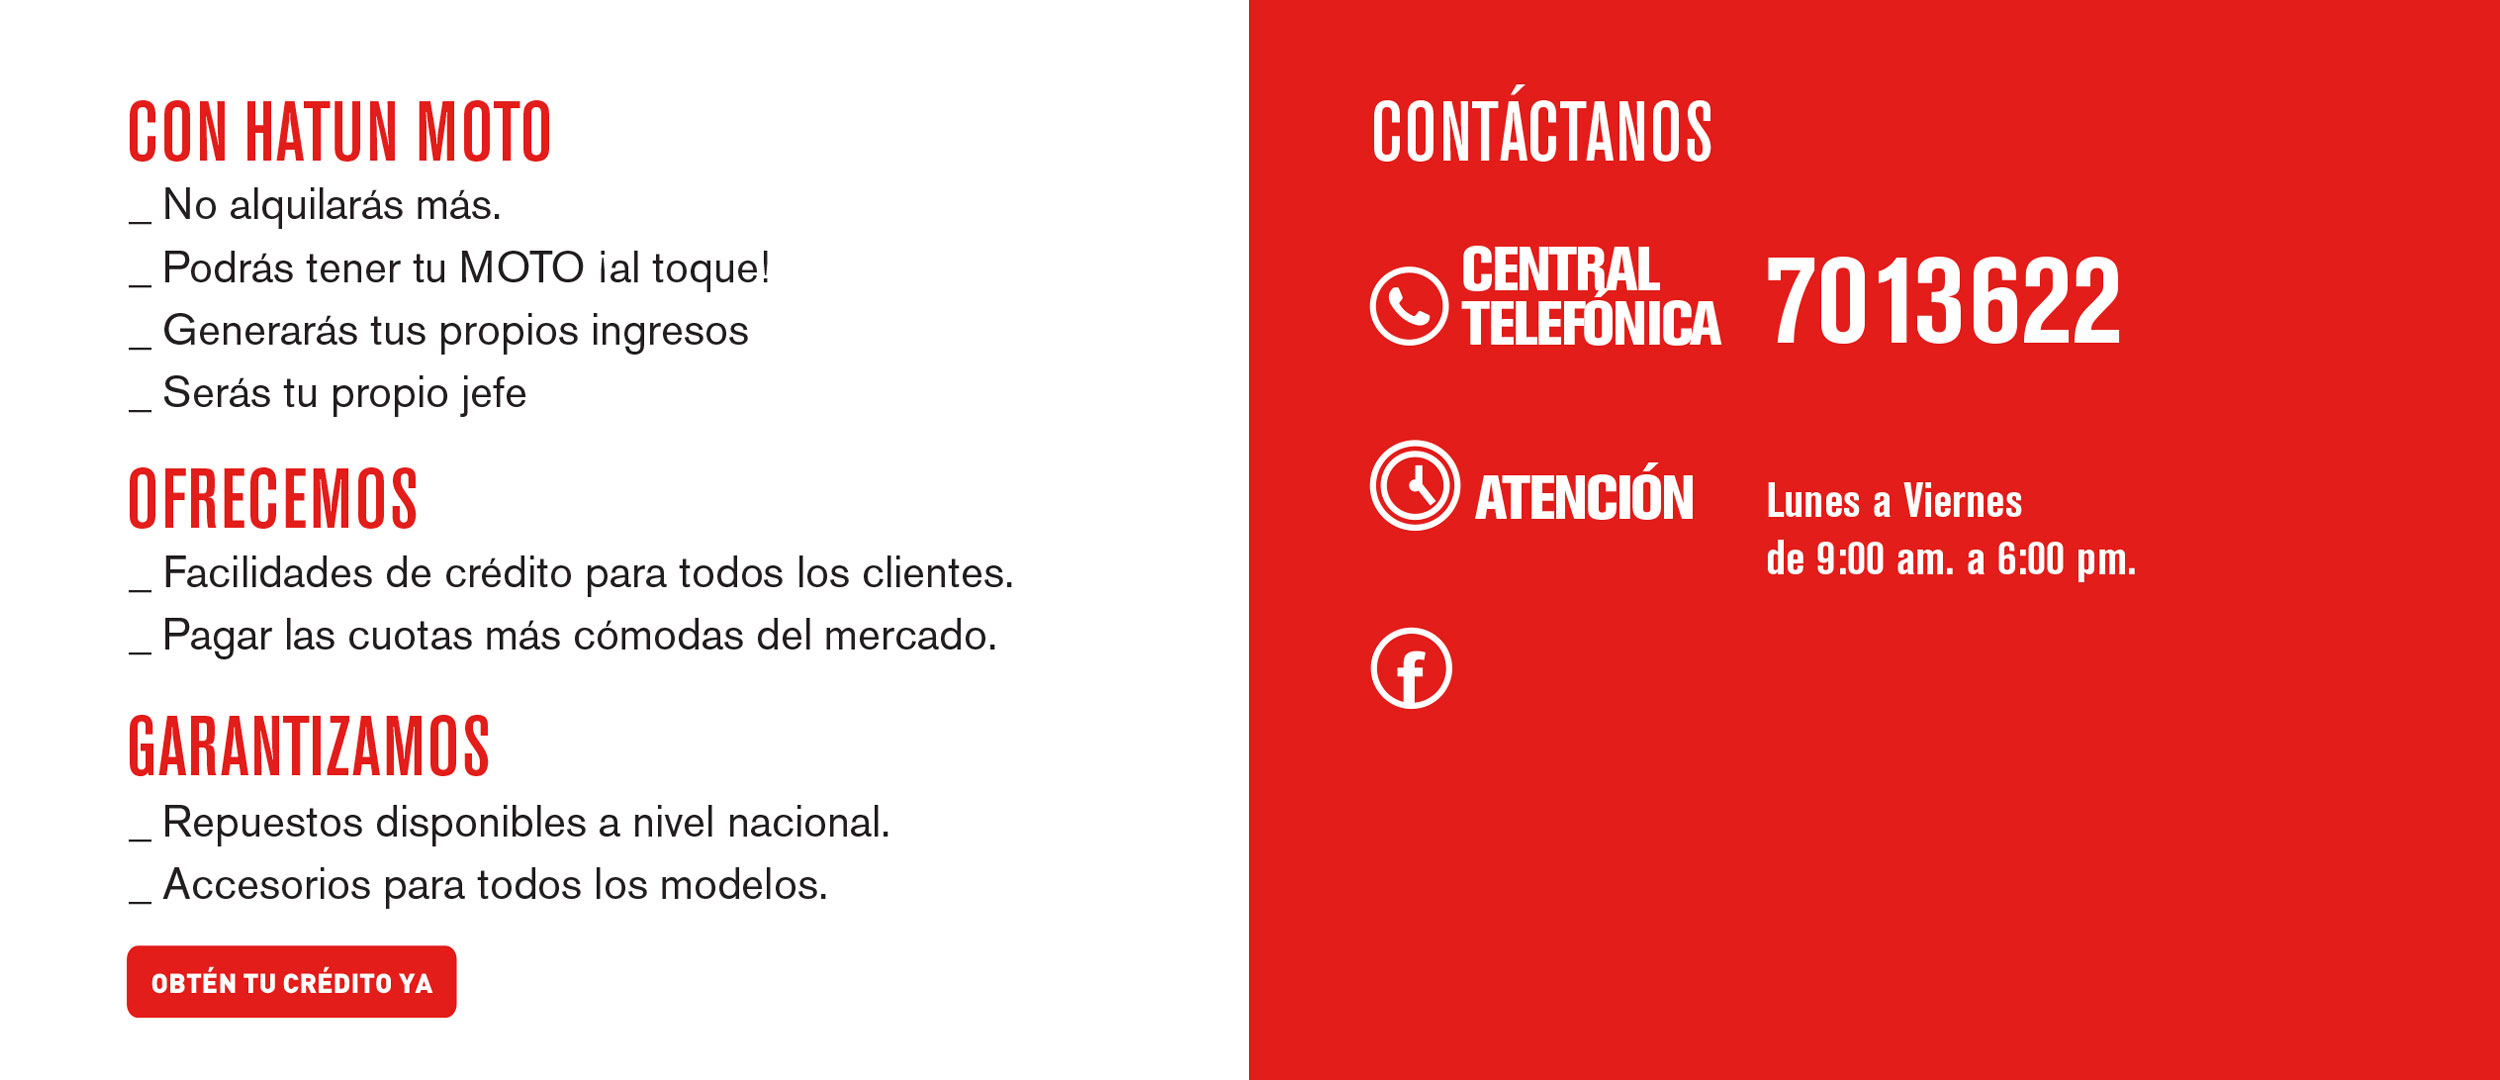 CON HATUN MOTO
_ No alquilarás más.
_ Podrás tener tu MOTO ¡al toque!
_ Generarás tus propios ingresos
_ Serás tu propio jefe
OFRECEMOS
_ Facilidades de crédito para todos los clientes.
_ Pagar las cuotas más cómodas del mercado.
GARANTIZAMOS
_ Repuestos disponibles a nivel nacional.
_ Accesorios para todos los modelos.
OBTÉN TU CRÉDITO YA
CONTÁCTANOS
CENTRAL
TELEFÓNICA
7013622
ATENCIÓN
Lunes a Viernes
de 9:00 am. a 6:00 pm.